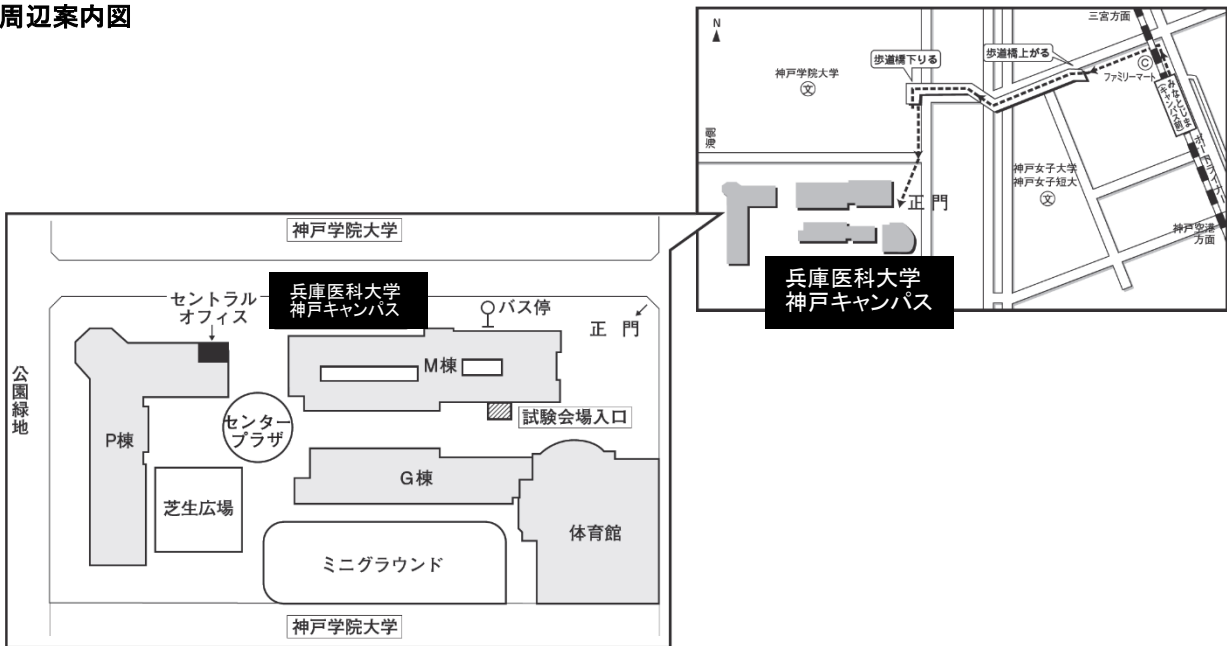 周辺案内図
N
三宮方面
歩道橋下りる
歩道橋上がる
神戸学院大学
文
C
ファミリーマート
みなとじま
(キャンパス前)
ポートライナー
海側
神戸女子大学
神戸女子短大
文
正門
神戸空港
方面
兵庫医科大学
神戸キャンパス
神戸学院大学
セントラル
オフィス
兵庫医科大学
神戸キャンパス
バス停
正門
M棟
公園緑地
試験会場入口
センター
プラザ
P棟
G棟
芝生広場
体育館
ミニグラウンド
神戸学院大学